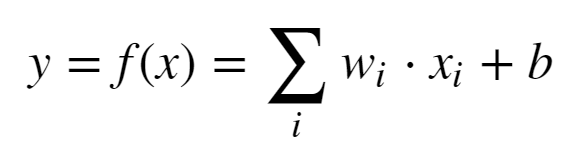 y = f(x) = ∑ᵢ wᵢ · xᵢ + b